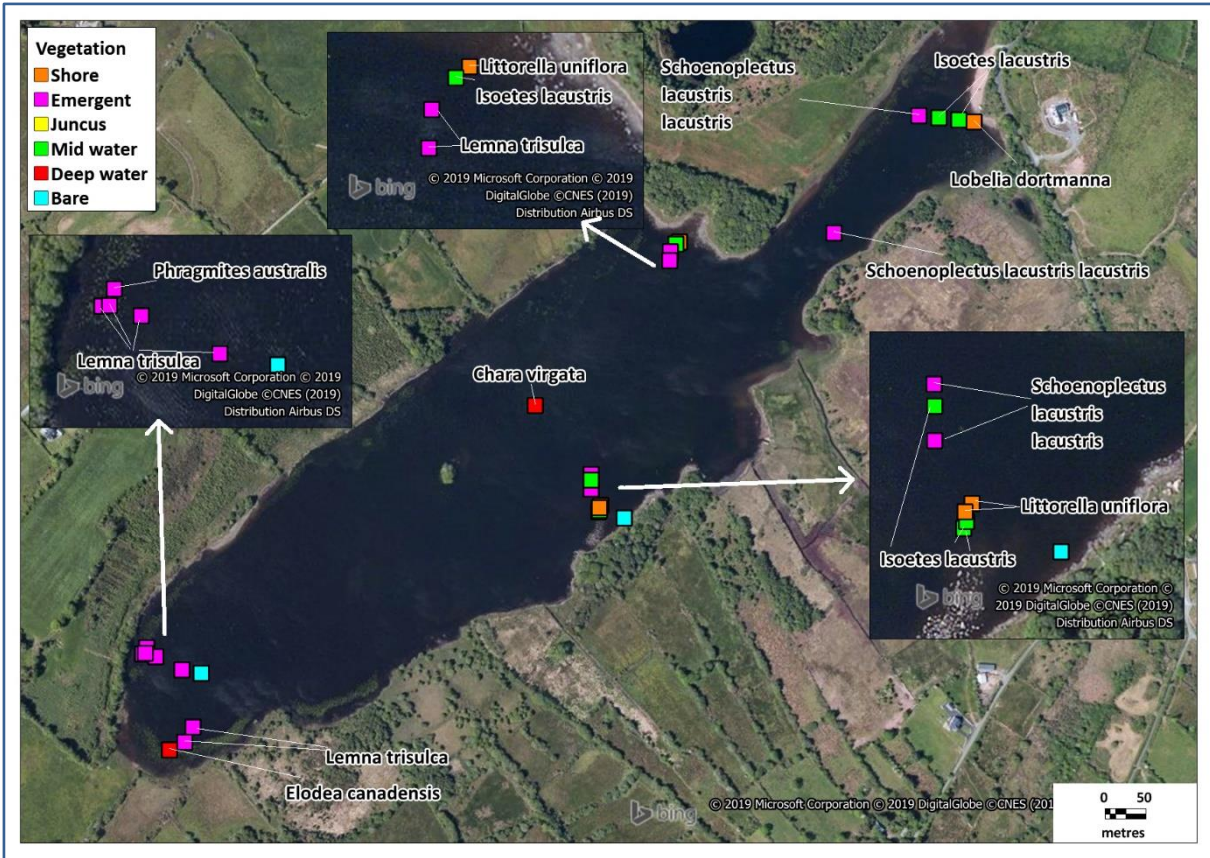 Vegetation
Shore
Emergent
Juncus
Mid water
Deep water
Bare
Littorella uniflora
Isoetes lacustris
Lemna trisulca
bing
© 2019 Microsoft Corporation © 2019
DigitalGlobe ©CNES (2019)
Distribution Airbus DS
Schoenoplectus
lacustris
lacustris
Isoetes lacustris
Lobelia dortmanna
Schoenoplectus lacustris lacustris
Phragmites australis
Lemna trisulca
bing
© 2019 Microsoft Corporation © 2019
DigitalGlobe ©CNES (2019)
Distribution Airbus DS
Chara virgata
Schoenoplectus
lacustris
lacustris
Littorella uniflora
Isoetes lacustris
bing
© 2019 Microsoft Corporation ©
2019 DigitalGlobe ©CNES (2019)
Distribution Airbus DS
Lemna trisulca
Elodea canadensis
bing
© 2019 Microsoft Corporation © 2019 DigitalGlobe ©CNES (201
0 50
metres